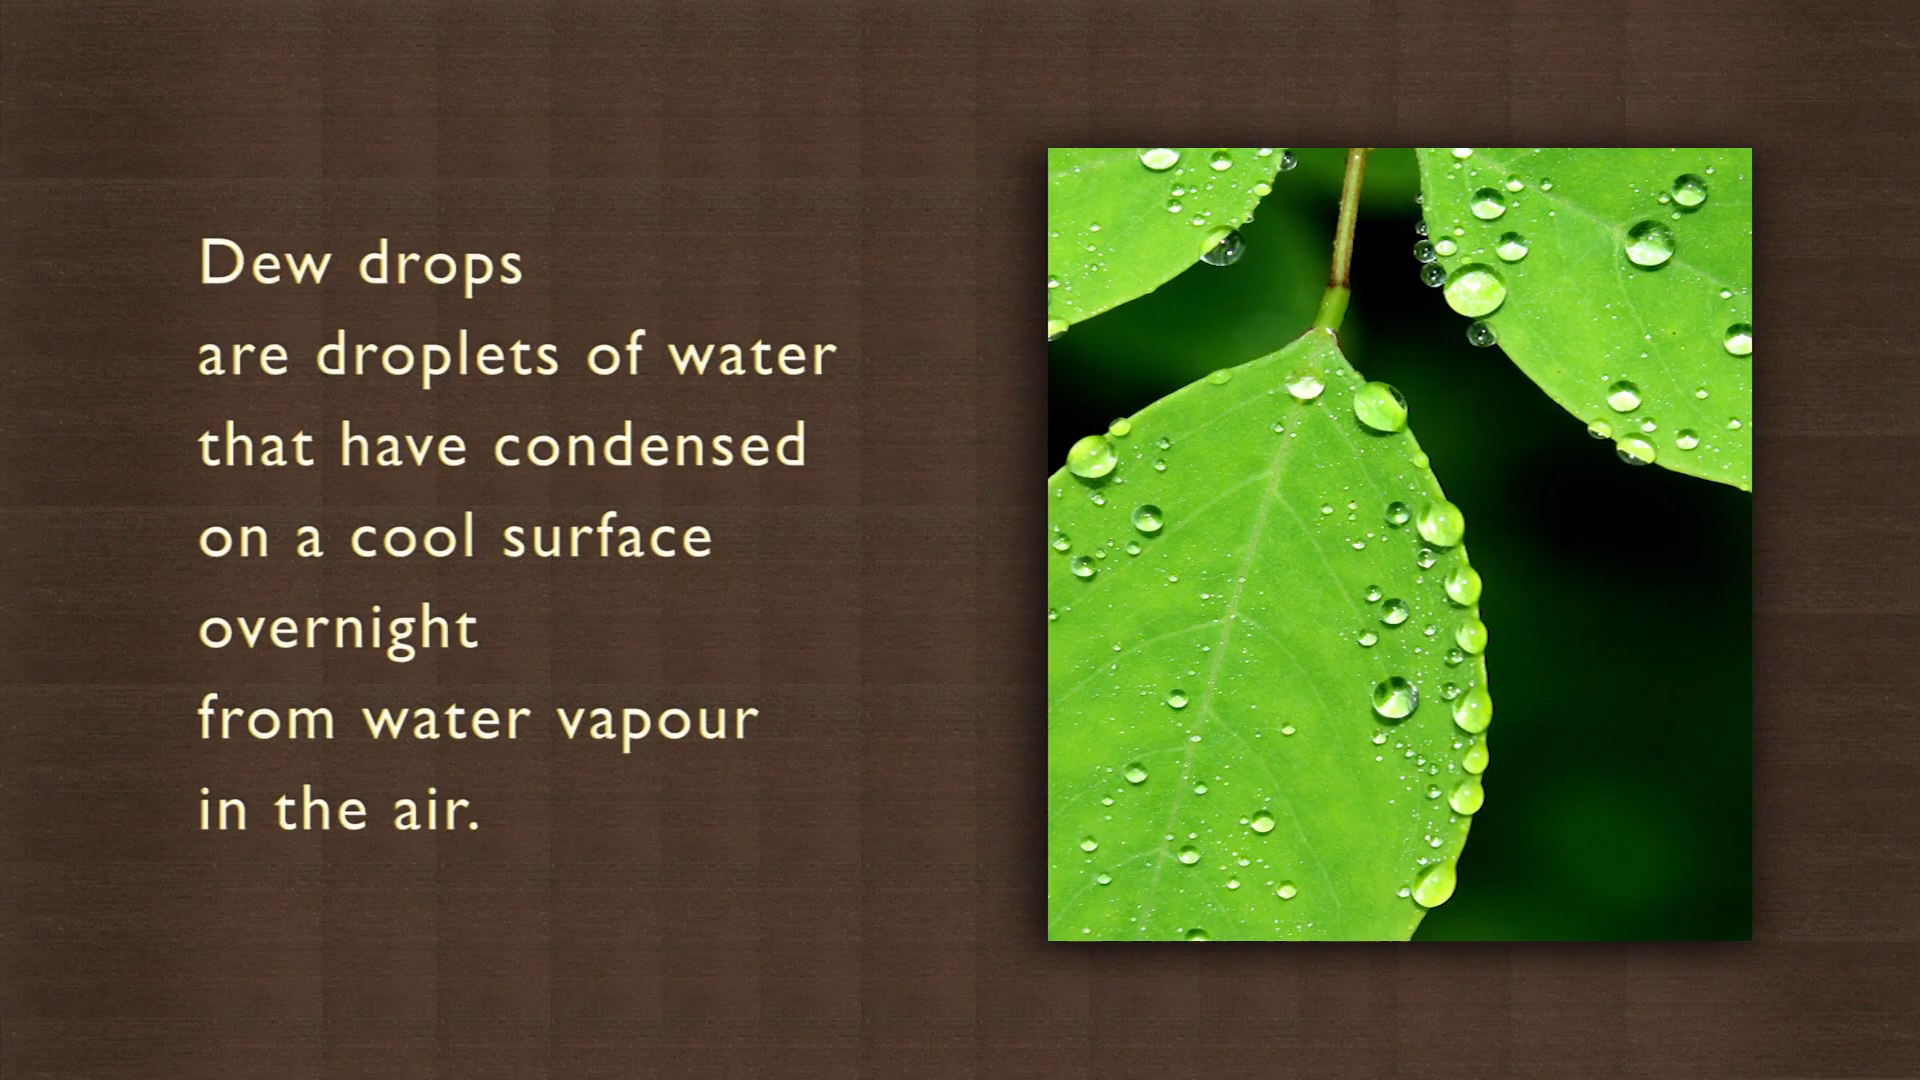 Dew drops
are droplets of water
that have condensed
on a cool surface
overnight
from water vapour
in the air.